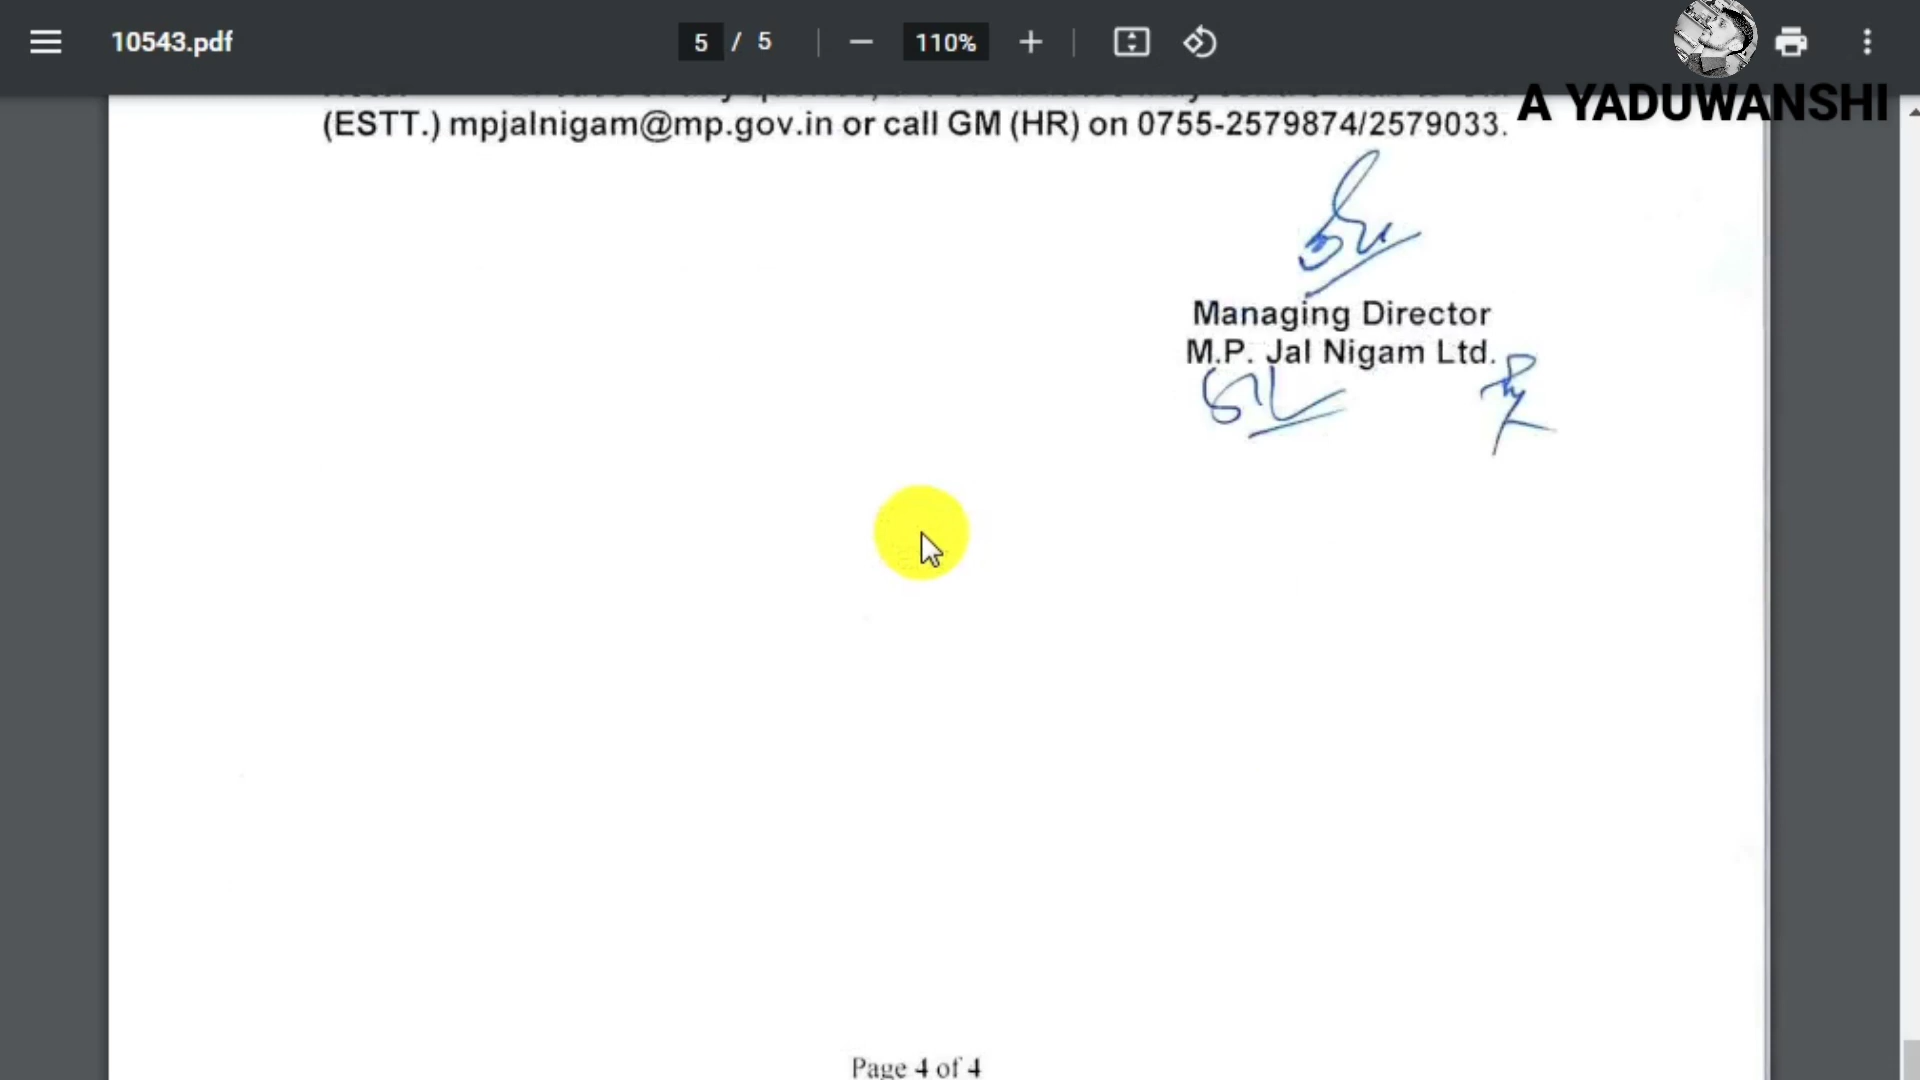 10543.pdf
5 / 5
110%
A YADUWANSHI
(ESTT.) mpjalnigam@mp.gov.in or call GM (HR) on 0755-2579874/2579033.
Managing Director
M.P. Jal Nigam Ltd.
Page 4 of 4